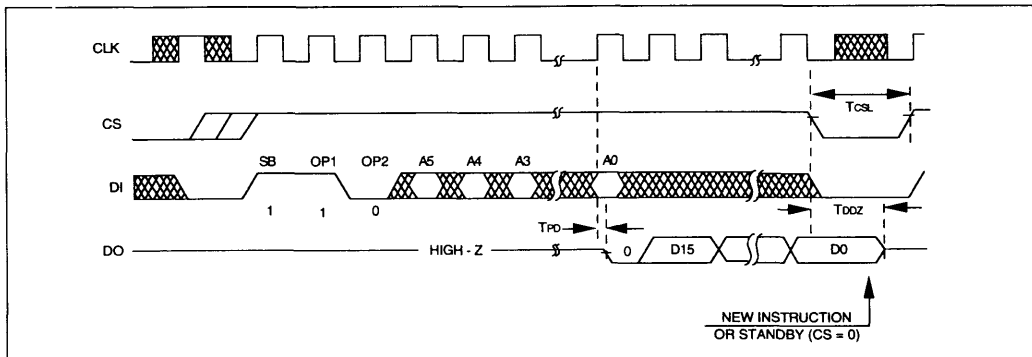 CLK
TCSL
CS
SB OP1 OP2 A5 A4 A3 A0
DI
1 1 0
TDDZ
TPD
DO HIGH - Z 0 D15 D0
NEW INSTRUCTION
OR STANDBY (CS = 0)